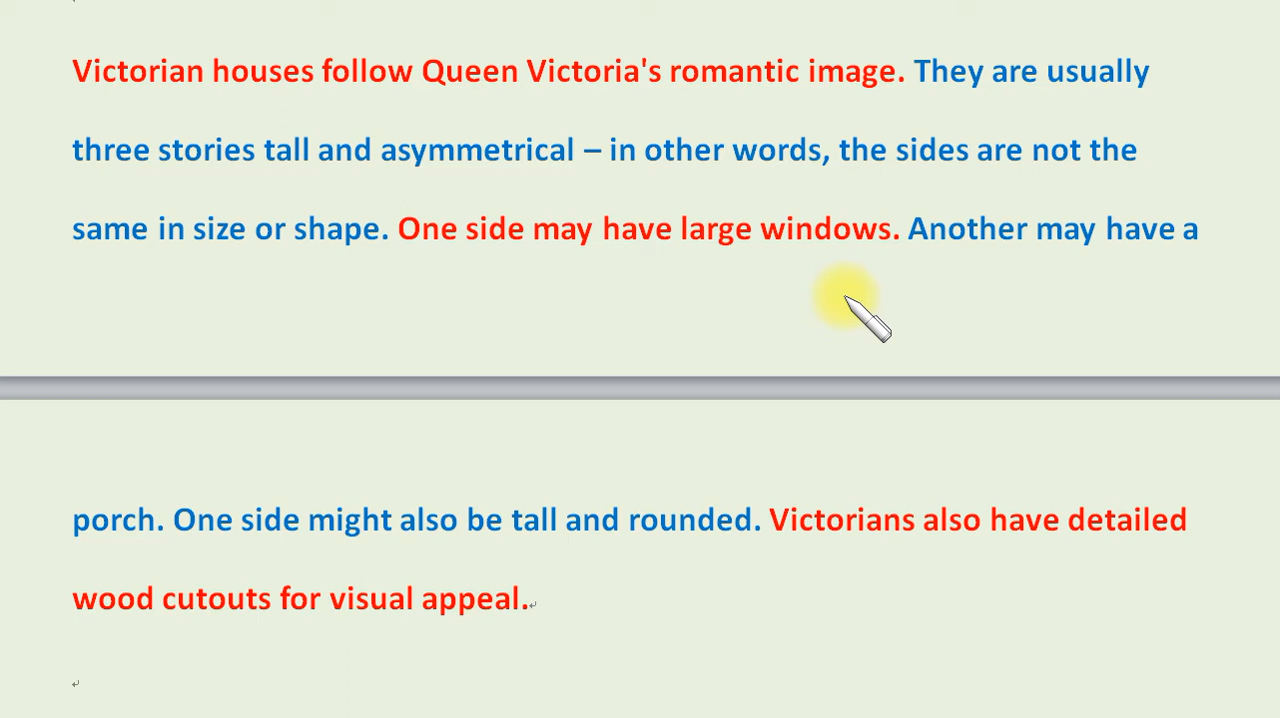 Victorian houses follow Queen Victoria's romantic image. They are usually
three stories tall and asymmetrical – in other words, the sides are not the
same in size or shape. One side may have large windows. Another may have a
porch. One side might also be tall and rounded. Victorians also have detailed
wood cutouts for visual appeal.